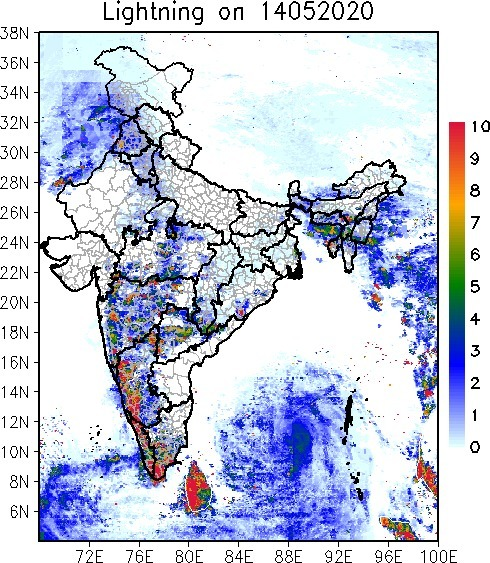 Lightning on 14052020
38N
36N
34N
32N
30N
28N
26N
24N
22N
20N
18N
16N
14N
12N
10N
8N
6N
72E 76E 80E 84E 88E 92E 96E 100E
10
9
8
7
6
5
4
3
2
1
0